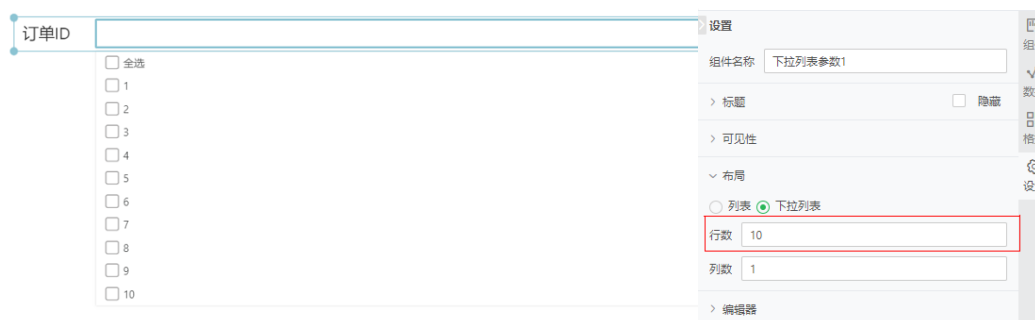 订单ID
全选
1
2
3
4
5
6
7
8
9
10
设置
组件名称 下拉列表参数1
标题 隐藏
可见性
布局
列表 下拉列表
行数 10
列数 1
编辑器
组
数
格
设